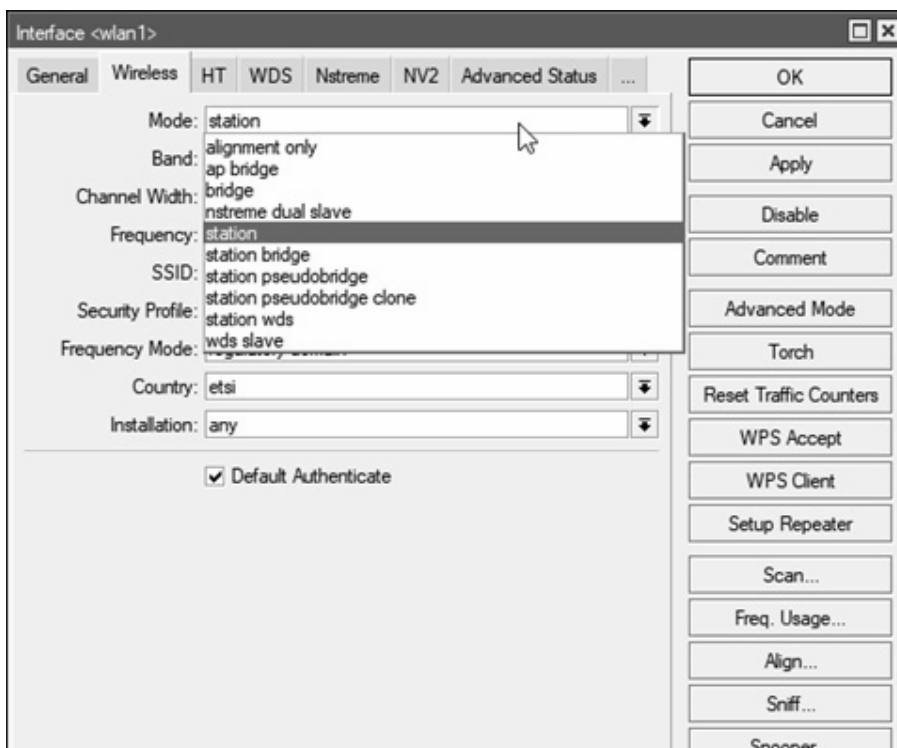 Interface <wlan1>
General Wireless HT WDS Nstreme NV2 Advanced Status ...
Mode: station
alignment only
ap bridge
bridge
nstreme dual slave
station
station bridge
station pseudobridge
station pseudobridge clone
station wds
wds slave
Band:
Channel Width:
Frequency:
SSID:
Security Profile:
Frequency Mode:
Country: etsi
Installation: any
Default Authenticate
OK
Cancel
Apply
Disable
Comment
Advanced Mode
Torch
Reset Traffic Counters
WPS Accept
WPS Client
Setup Repeater
Scan...
Freq. Usage...
Align...
Sniff...